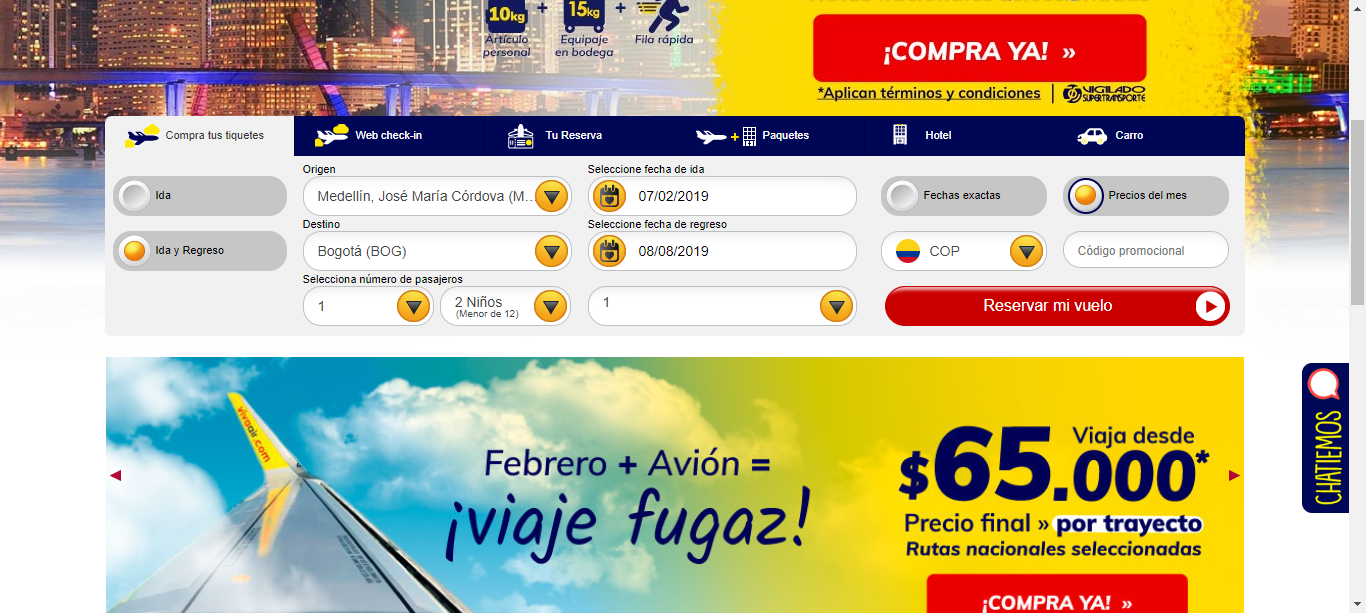 10kg + 15kg +
Artículo personal
Equipaje en bodega
Fila rápida
¡COMPRA YA! »
*Aplican términos y condiciones | VIGILADO SUPERTRANSPORTE
Compra tus tiquetes
Web check-in
Tu Reserva
Paquetes
Hotel
Carro
Ida
Ida y Regreso
Origen
Medellín, José María Córdova (M...
Destino
Bogotá (BOG)
Selecciona número de pasajeros
1
2 Niños
(Menor de 12)
Seleccione fecha de ida
07/02/2019
Seleccione fecha de regreso
08/08/2019
1
Fechas exactas
Precios del mes
COP
Código promocional
Reservar mi vuelo
vivaair.com
Febrero + Avión =
¡viaje fugaz!
Viaja desde
$65.000*
Precio final » por trayecto
Rutas nacionales seleccionadas
¡COMPRA YA! »
CHATIEMOS